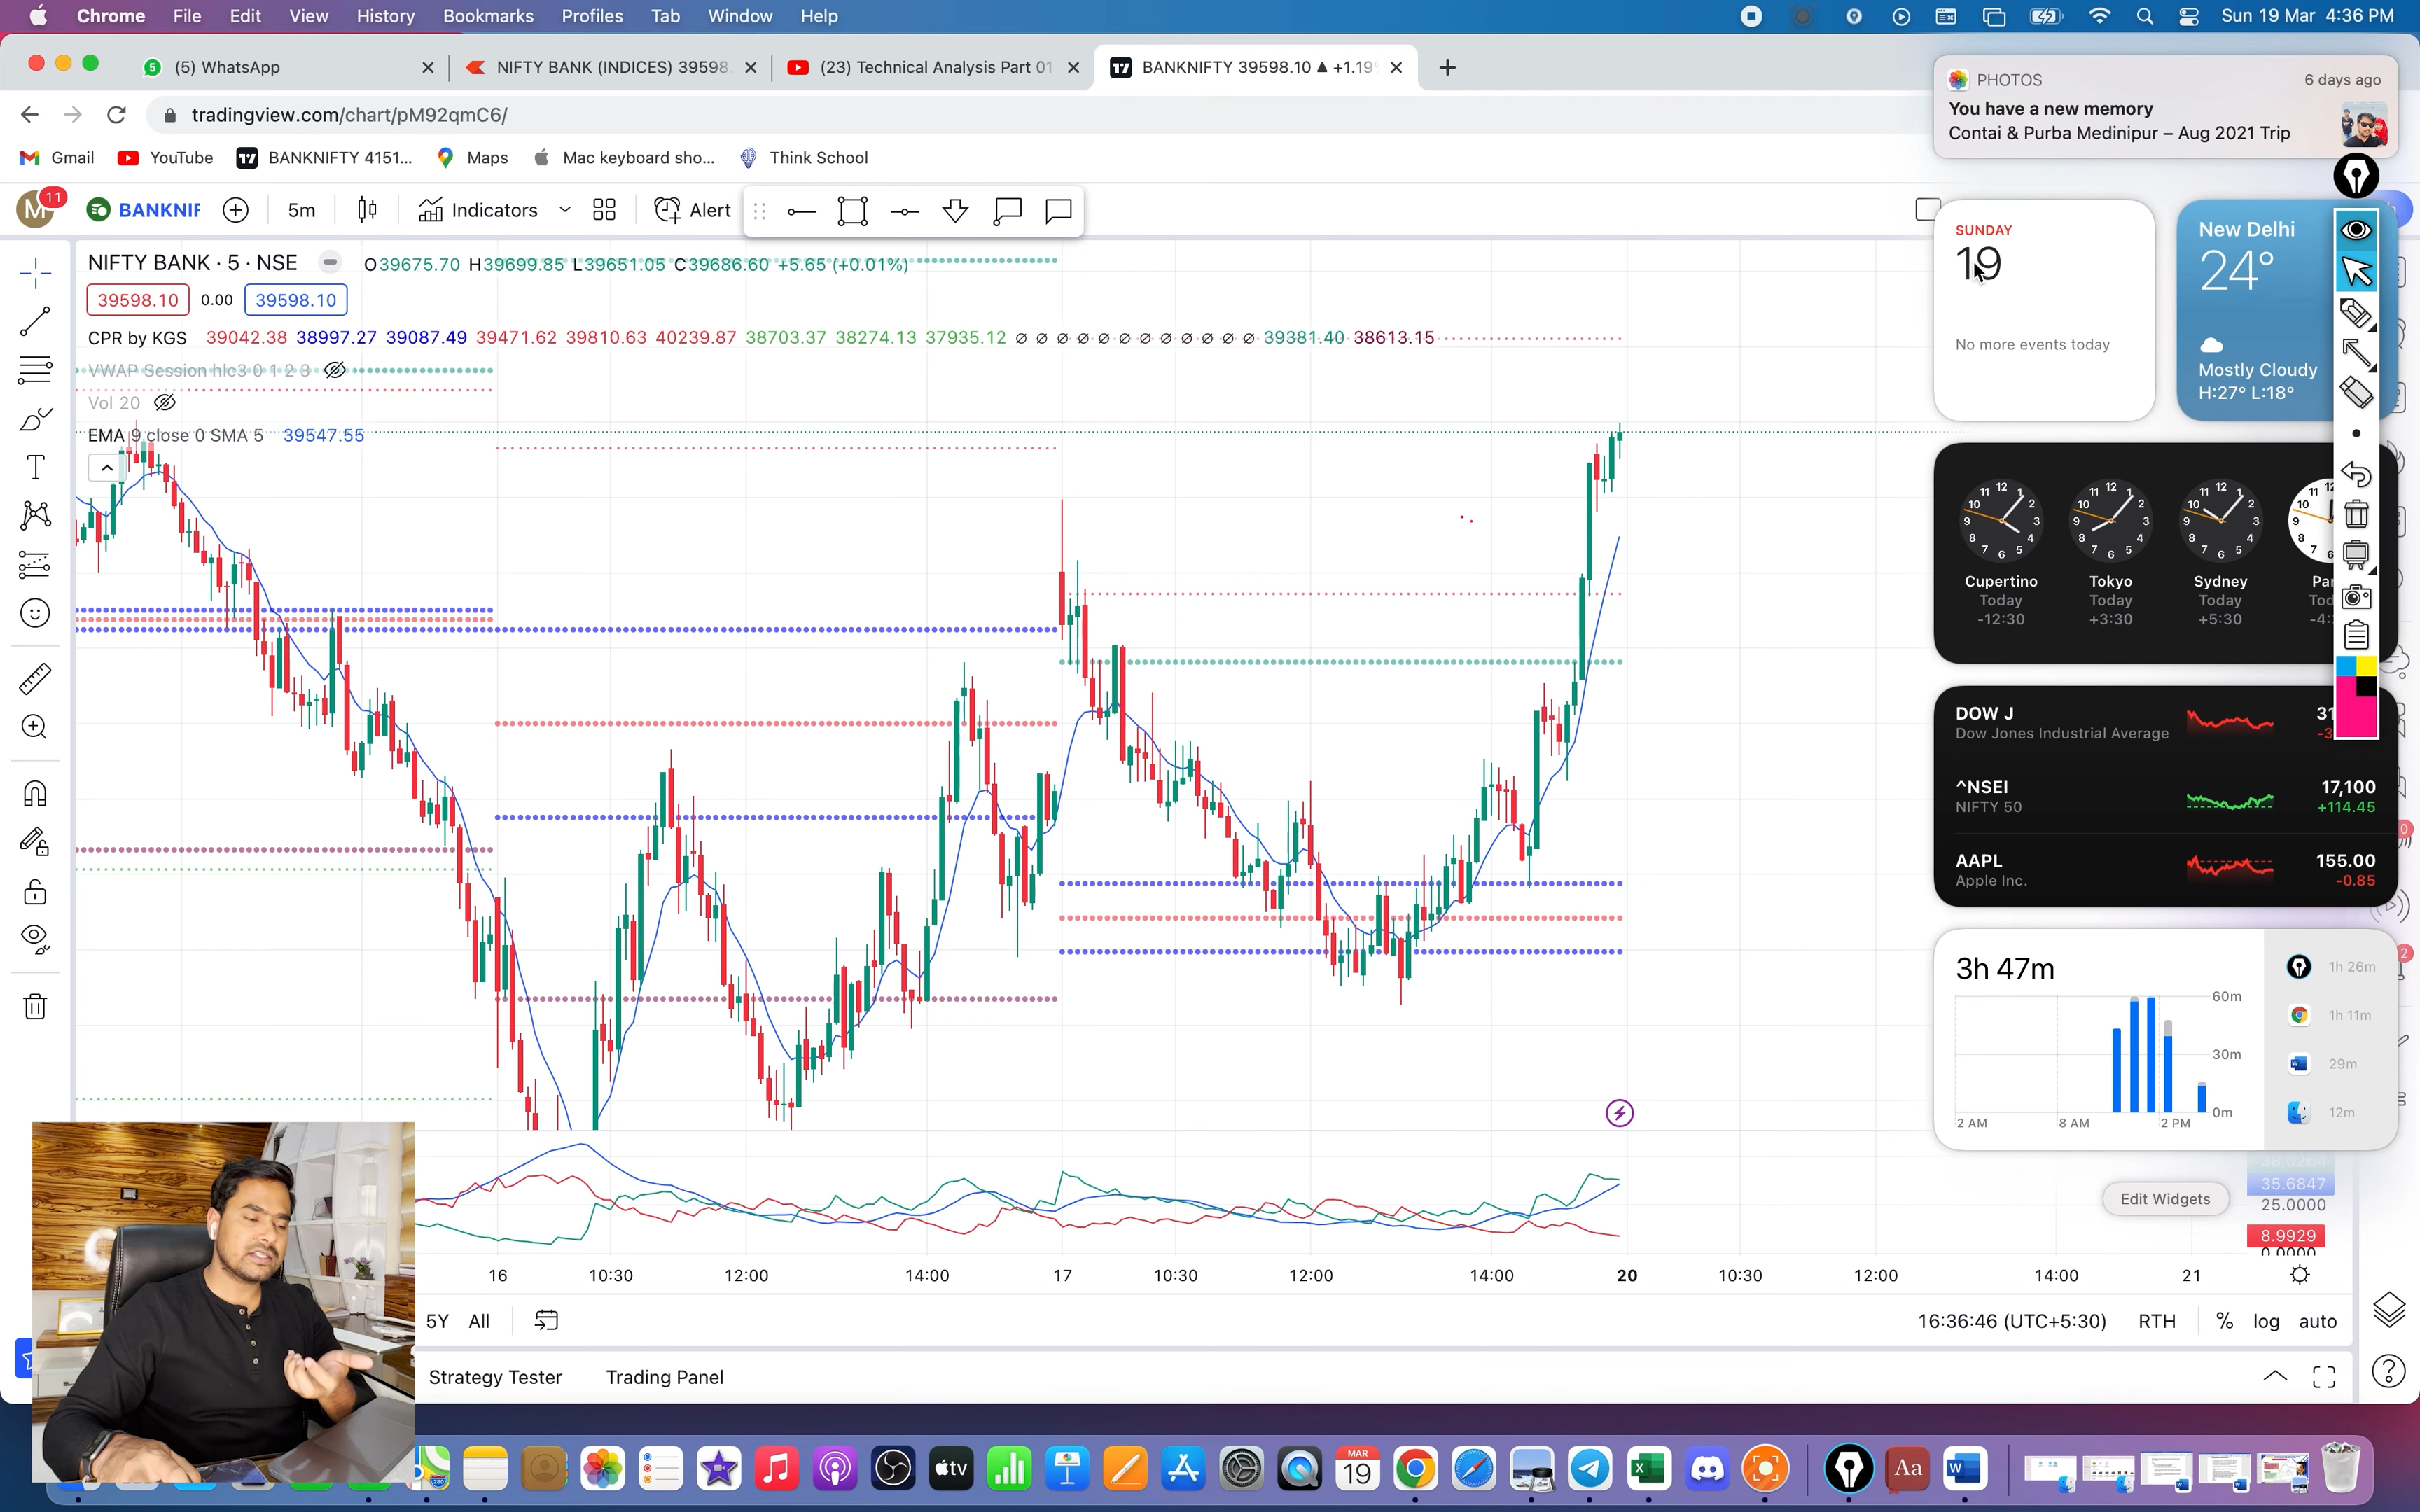 Chrome File Edit View History Bookmarks Profiles Tab Window Help Sun 19 Mar 4:36 PM
5 (5) WhatsApp NIFTY BANK (INDICES) 39598. (23) Technical Analysis Part 01 BANKNIFTY 39598.10 ▲ +1.19
tradingview.com/chart/pM92qmC6/
Gmail YouTube BANKNIFTY 4151... Maps Mac keyboard sho... Think School
PHOTOS 6 days ago
You have a new memory
Contai & Purba Medinipur – Aug 2021 Trip
M 11 BANKNIF 5m Indicators Alert
NIFTY BANK · 5 · NSE O39675.70 H39699.85 L39651.05 C39686.60 +5.65 (+0.01%)
39598.10 0.00 39598.10
CPR by KGS 39042.38 38997.27 39087.49 39471.62 39810.63 40239.87 38703.37 38274.13 37935.12 ∅ ∅ ∅ ∅ ∅ ∅ ∅ ∅ ∅ ∅ ∅ ∅ 39381.40 38613.15
VWAP Session hlc3 0 1 2 3
Vol 20
EMA 9 close 0 SMA 5 39547.55
SUNDAY
19
No more events today
New Delhi
24°
Mostly Cloudy
H:27° L:18°
Cupertino Tokyo Sydney
Today Today Today
-12:30 +3:30 +5:30
DOW J
Dow Jones Industrial Average
^NSEI 17,100
NIFTY 50 +114.45
AAPL 155.00
Apple Inc. -0.85
3h 47m
60m
30m
0m
2 AM 8 AM 2 PM
1h 26m
1h 11m
29m
12m
Edit Widgets
35.6847
25.0000
8.9929
0.0000
16 10:30 12:00 14:00 17 10:30 12:00 14:00 20 10:30 12:00 14:00 21
5Y All 16:36:46 (UTC+5:30) RTH % log auto
Strategy Tester Trading Panel
tv
MAR
19
Aa